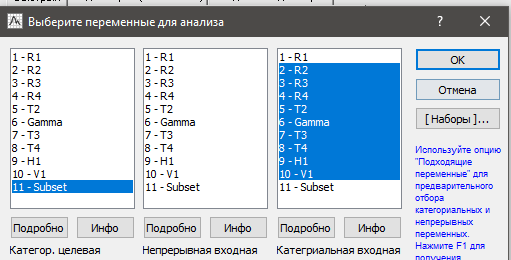 Выберите переменные для анализа
1 - R1
2 - R2
3 - R3
4 - R4
5 - T2
6 - Gamma
7 - T3
8 - T4
9 - H1
10 - V1
11 - Subset
Подробно Инфо
Категор. целевая
1 - R1
2 - R2
3 - R3
4 - R4
5 - T2
6 - Gamma
7 - T3
8 - T4
9 - H1
10 - V1
11 - Subset
Подробно Инфо
Непрерывная входная
1 - R1
2 - R2
3 - R3
4 - R4
5 - T2
6 - Gamma
7 - T3
8 - T4
9 - H1
10 - V1
11 - Subset
Подробно Инфо
Категриальная входная
OK
Отмена
[Наборы]...
Используйте опцию
"Подходящие
переменные" для
предварительного
отбора
категориальных и
непрерывных
переменных.
Нажмите F1 для
получения